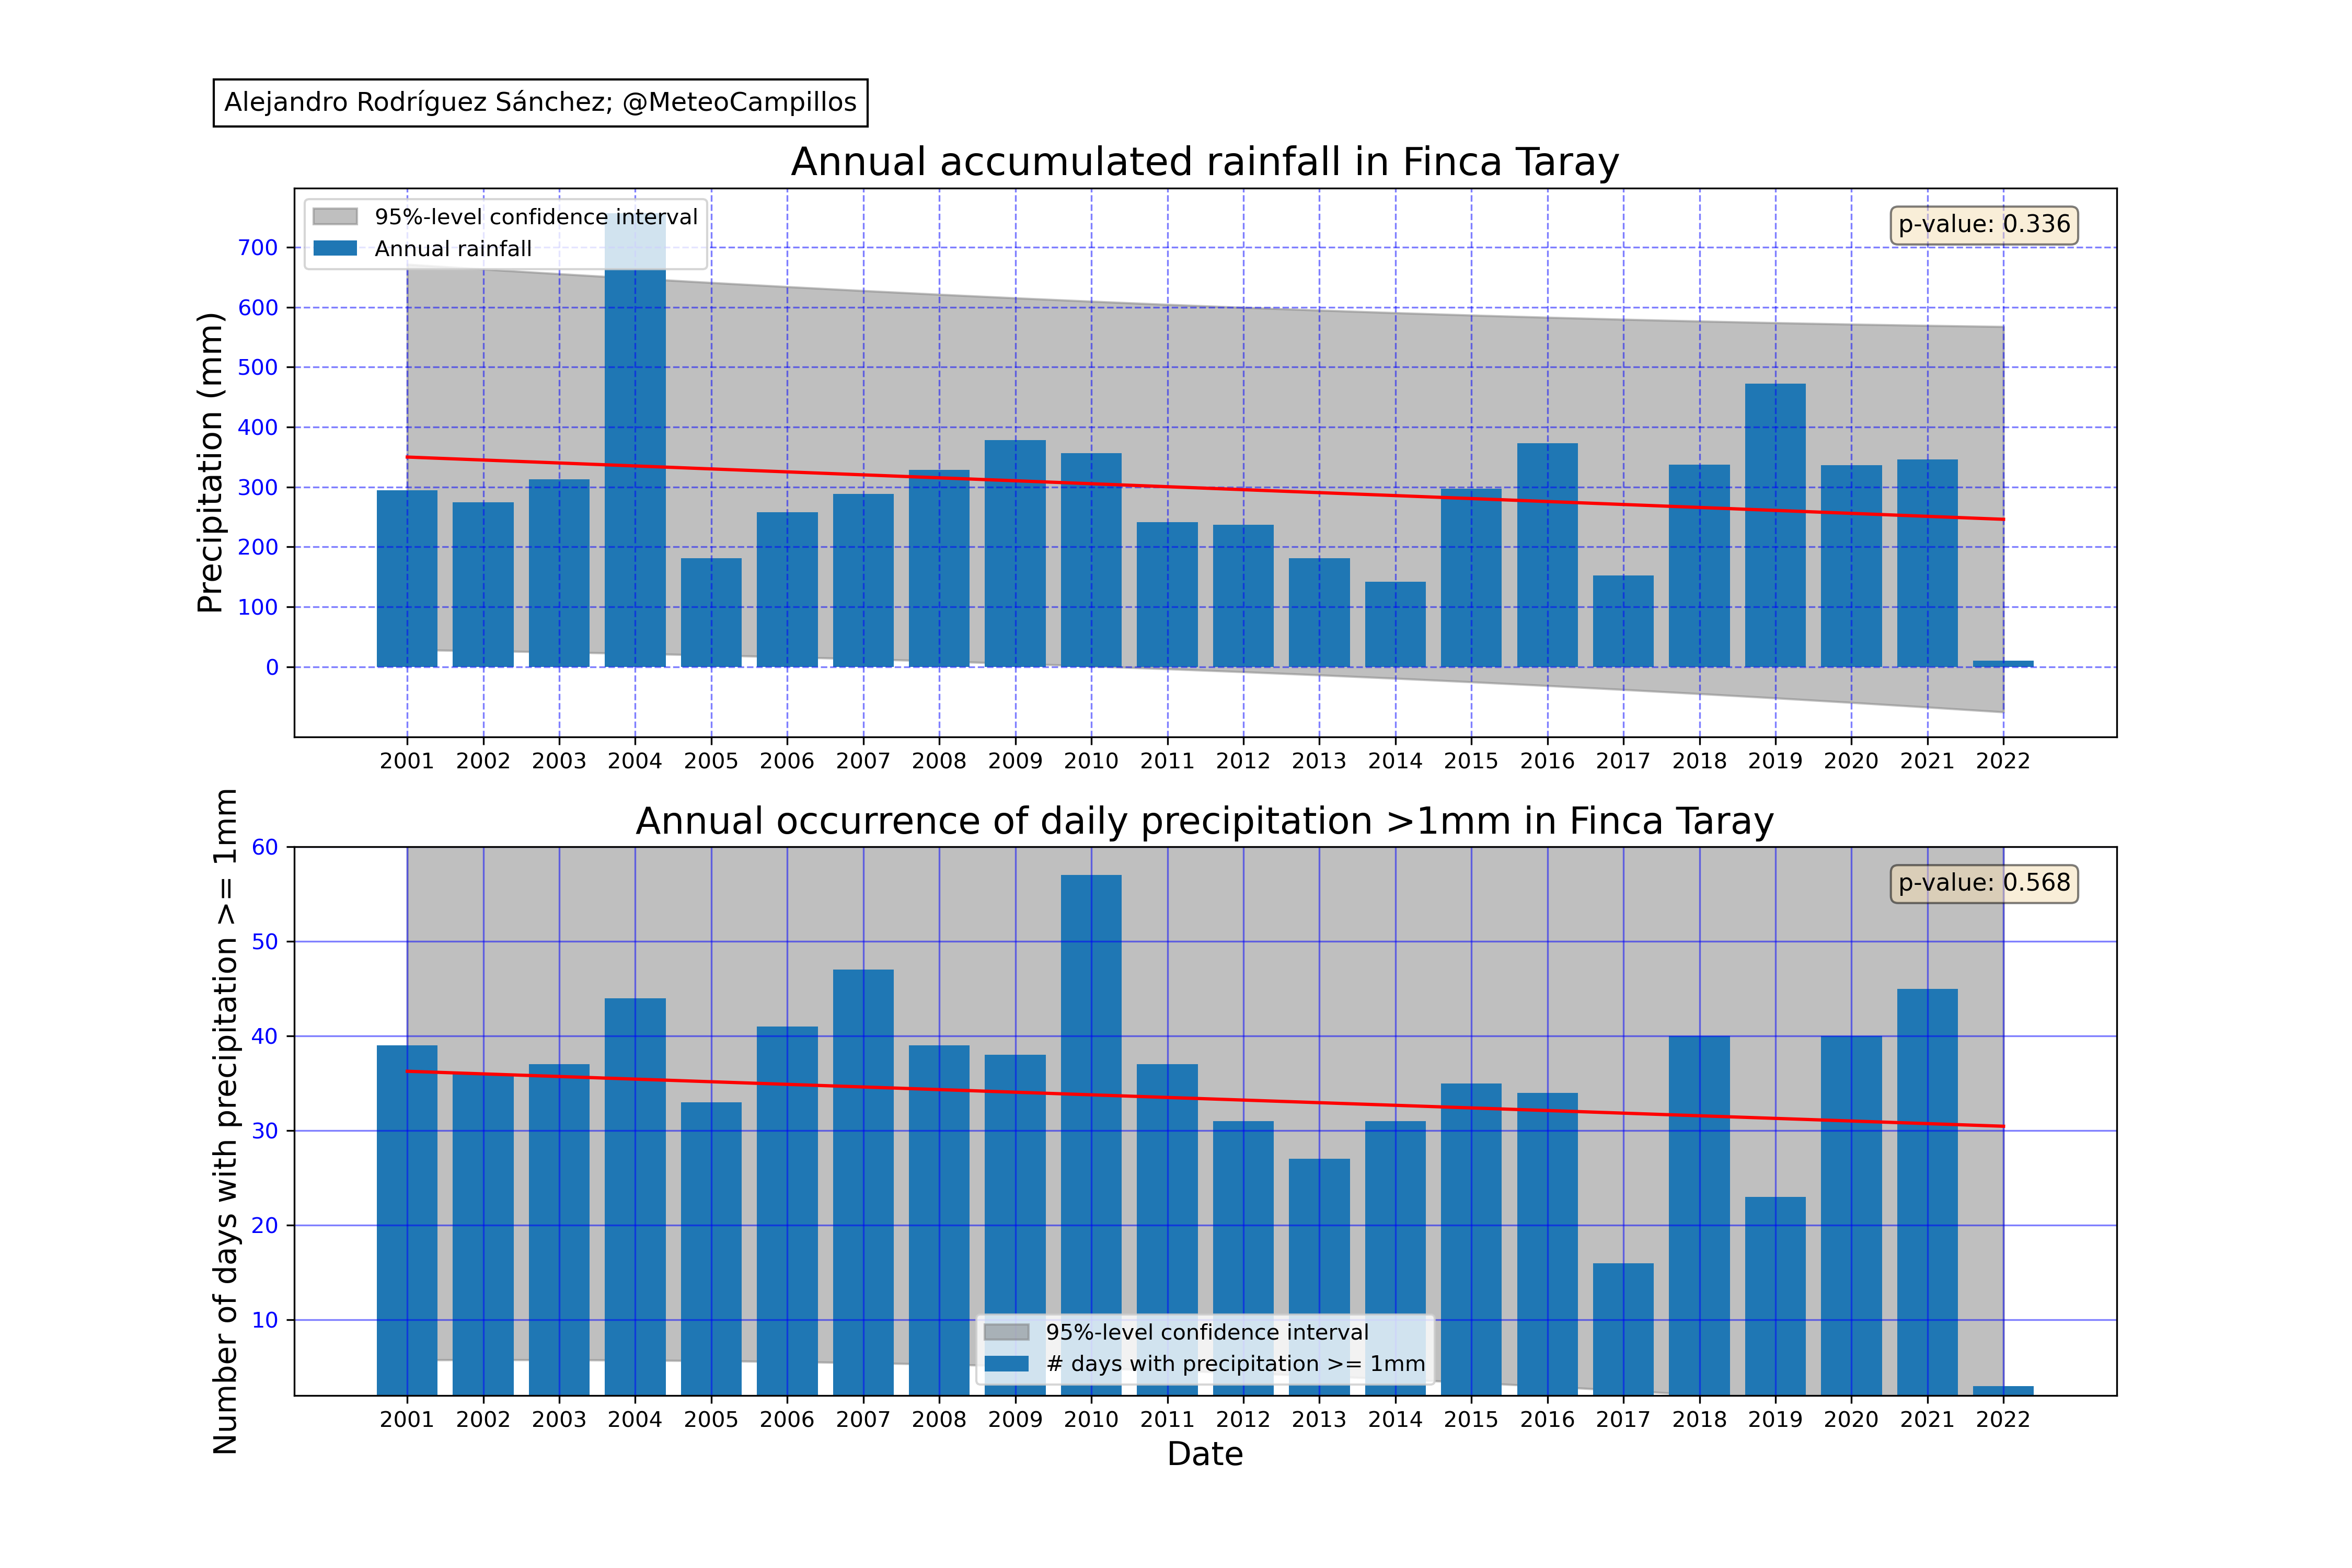 Alejandro Rodríguez Sánchez; @MeteoCampillos
Annual accumulated rainfall in Finca Taray
95%-level confidence interval
Annual rainfall
p-value: 0.336
Precipitation (mm)
700
600
500
400
300
200
100
0
2001 2002 2003 2004 2005 2006 2007 2008 2009 2010 2011 2012 2013 2014 2015 2016 2017 2018 2019 2020 2021 2022
Annual occurrence of daily precipitation >1mm in Finca Taray
p-value: 0.568
Number of days with precipitation >= 1mm
60
50
40
30
20
10
95%-level confidence interval
# days with precipitation >= 1mm
2001 2002 2003 2004 2005 2006 2007 2008 2009 2010 2011 2012 2013 2014 2015 2016 2017 2018 2019 2020 2021 2022
Date